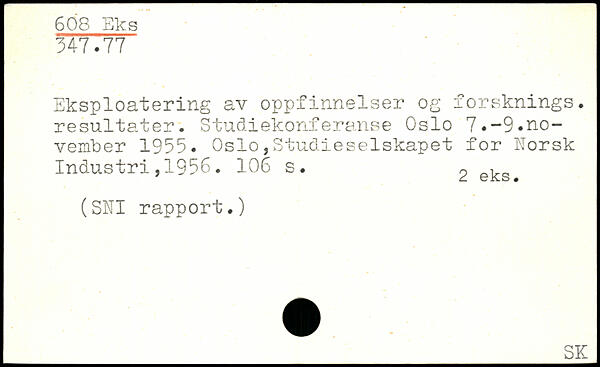 608 Eks
347.77
Eksploatering av oppfinnelser og forsknings.
resultater. Studiekonferanse Oslo 7.-9.no-
vember 1955. Oslo,Studieselskapet for Norsk
Industri,1956. 106 s.
2 eks.
(SNI rapport.)
SK